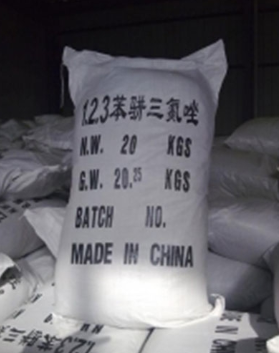 1.2.3苯骈三氮唑
N.W. 20 KGS
G.W. 20.25 KGS
BATCH NO.
MADE IN CHINA